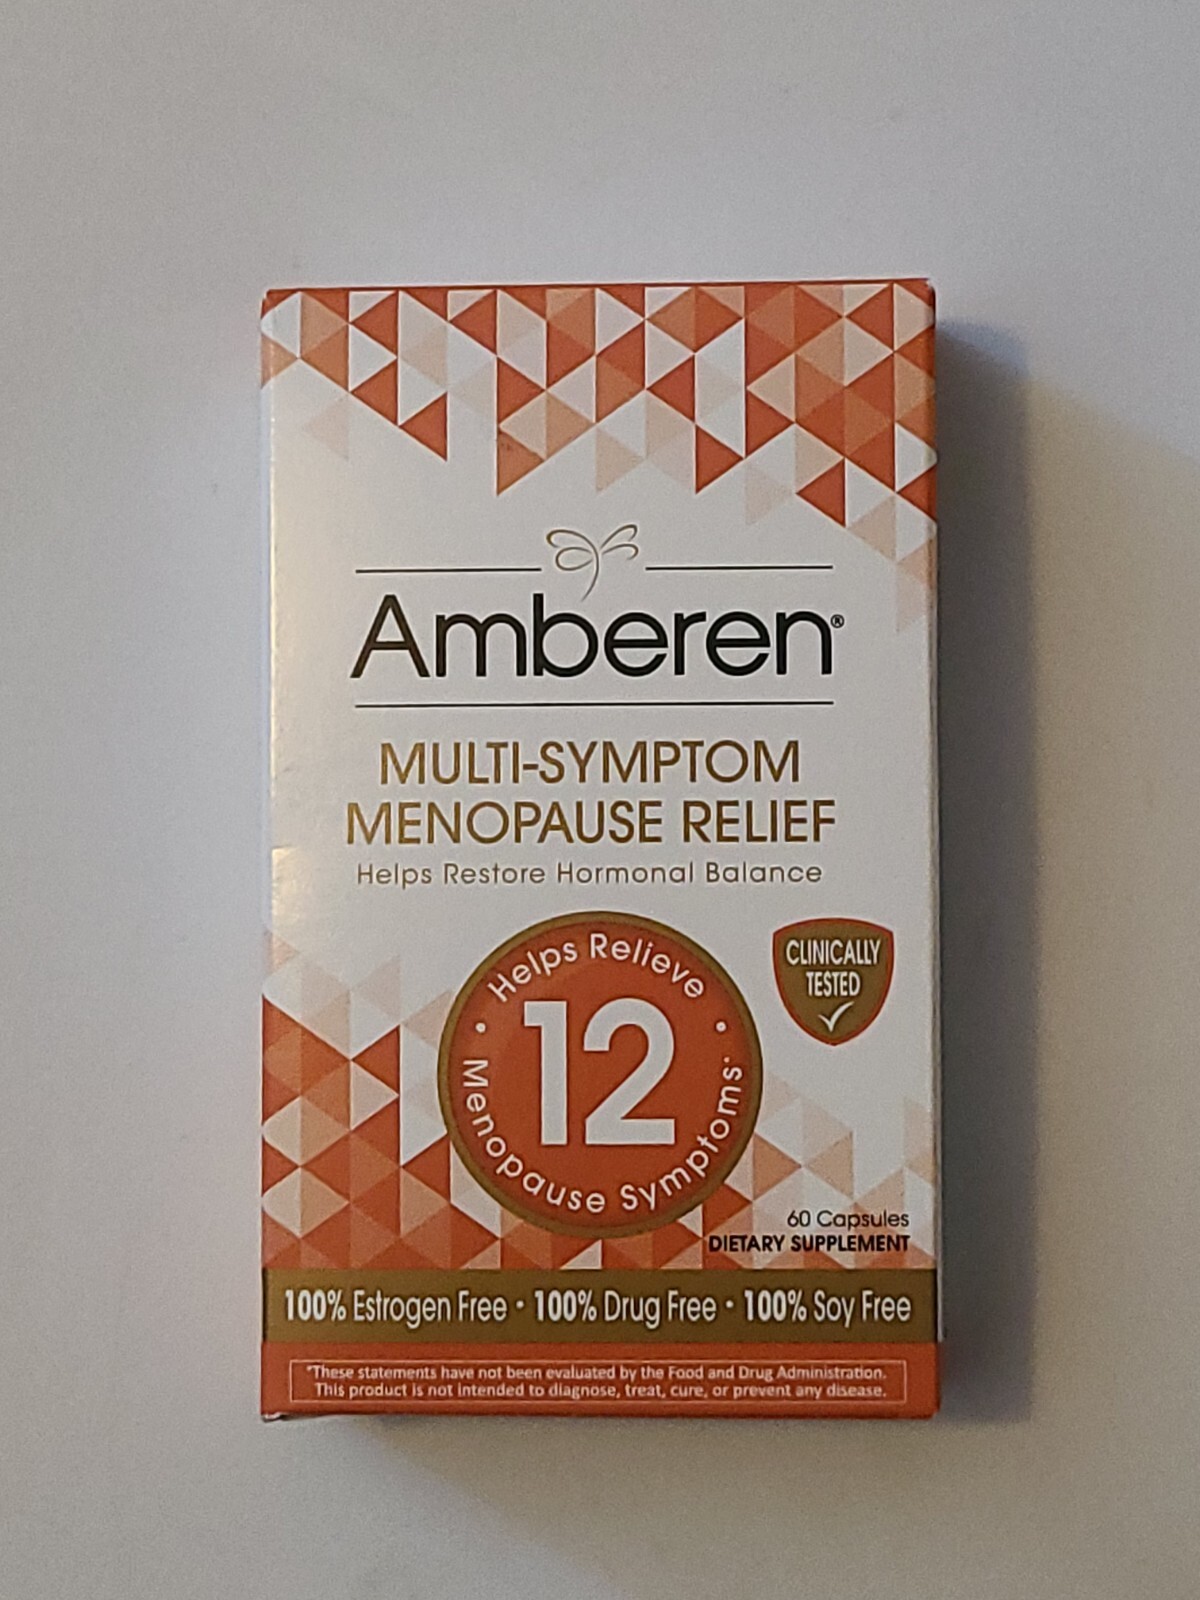 Amberen®
MULTI-SYMPTOM
MENOPAUSE RELIEF
Helps Restore Hormonal Balance
CLINICALLY
TESTED
• Helps Relieve •
12
Menopause Symptoms*
60 Capsules
DIETARY SUPPLEMENT
100% Estrogen Free • 100% Drug Free • 100% Soy Free
*These statements have not been evaluated by the Food and Drug Administration.
This product is not intended to diagnose, treat, cure, or prevent any disease.